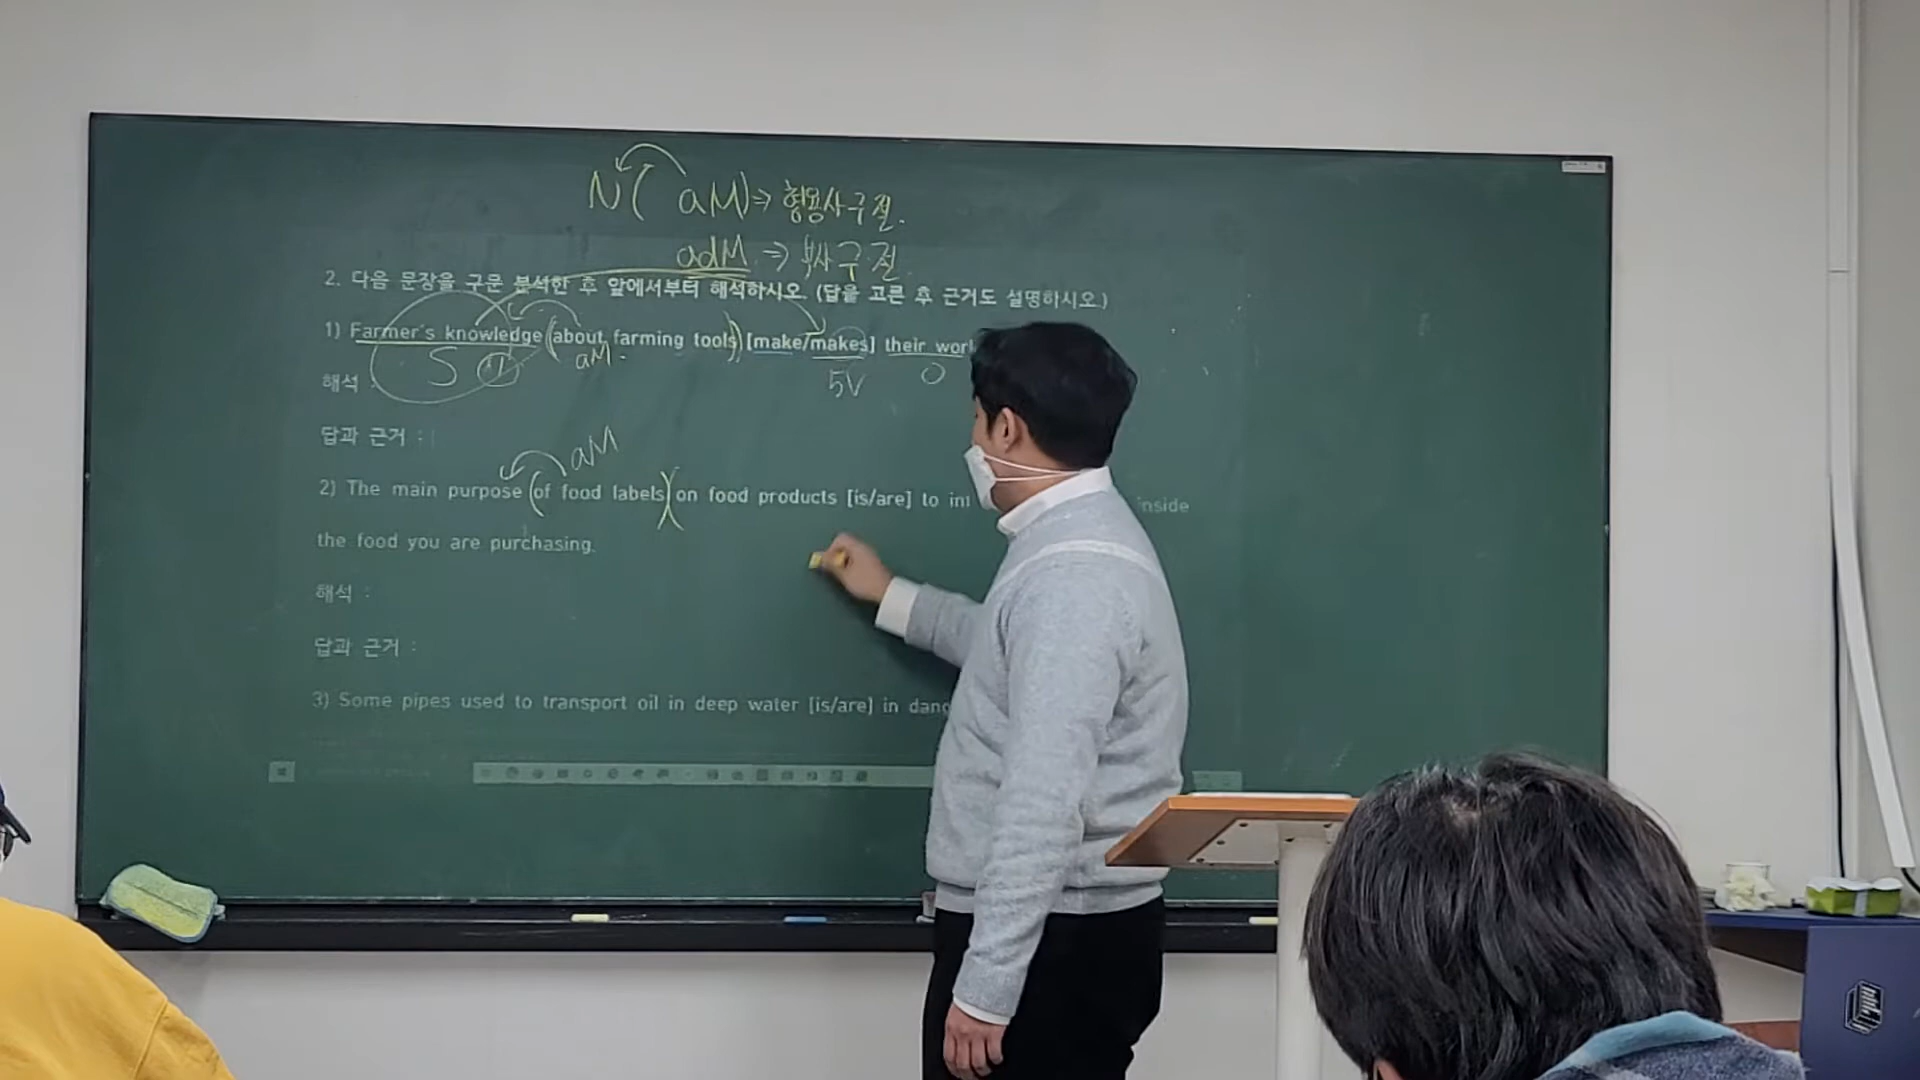 N( aM) ⇒ 형용사구절.
adM ⇒ 부사구절
2. 다음 문장을 구문 분석한 후 앞에서부터 해석하시오. (답을 고른 후 근거도 설명하시오.)
1) Farmer's knowledge (about farming tools) [make/makes] their
S ① aM. 5V O
해석 :
답과 근거 :
aM
2) The main purpose (of food labels)(on food products [is/are] to inside
the food you are purchasing.
해석 :
답과 근거 :
3) Some pipes used to transport oil in deep water [is/are] in